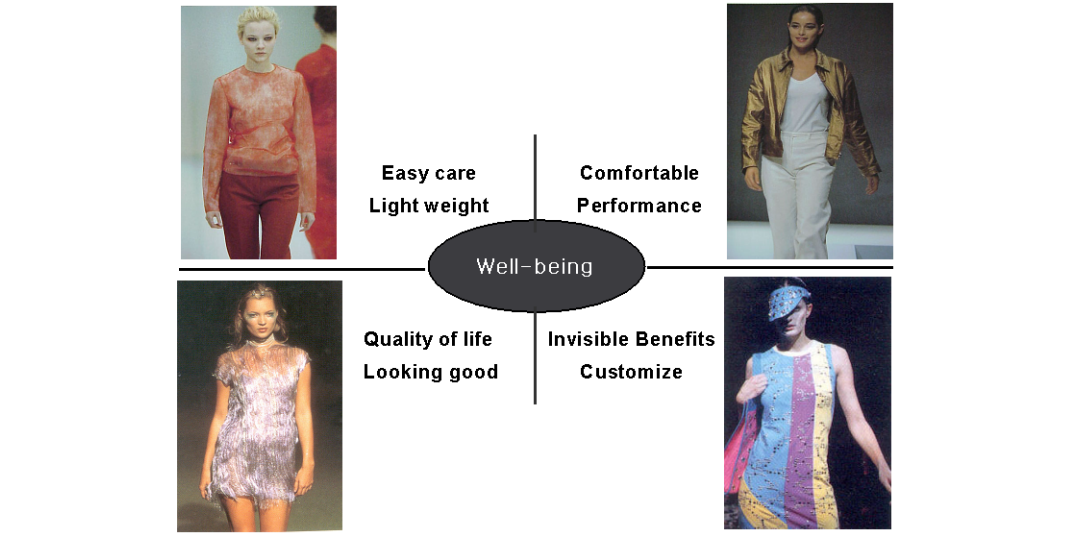 Easy care
Light weight
Comfortable
Performance
Well-being
Quality of life
Looking good
Invisible Benefits
Customize